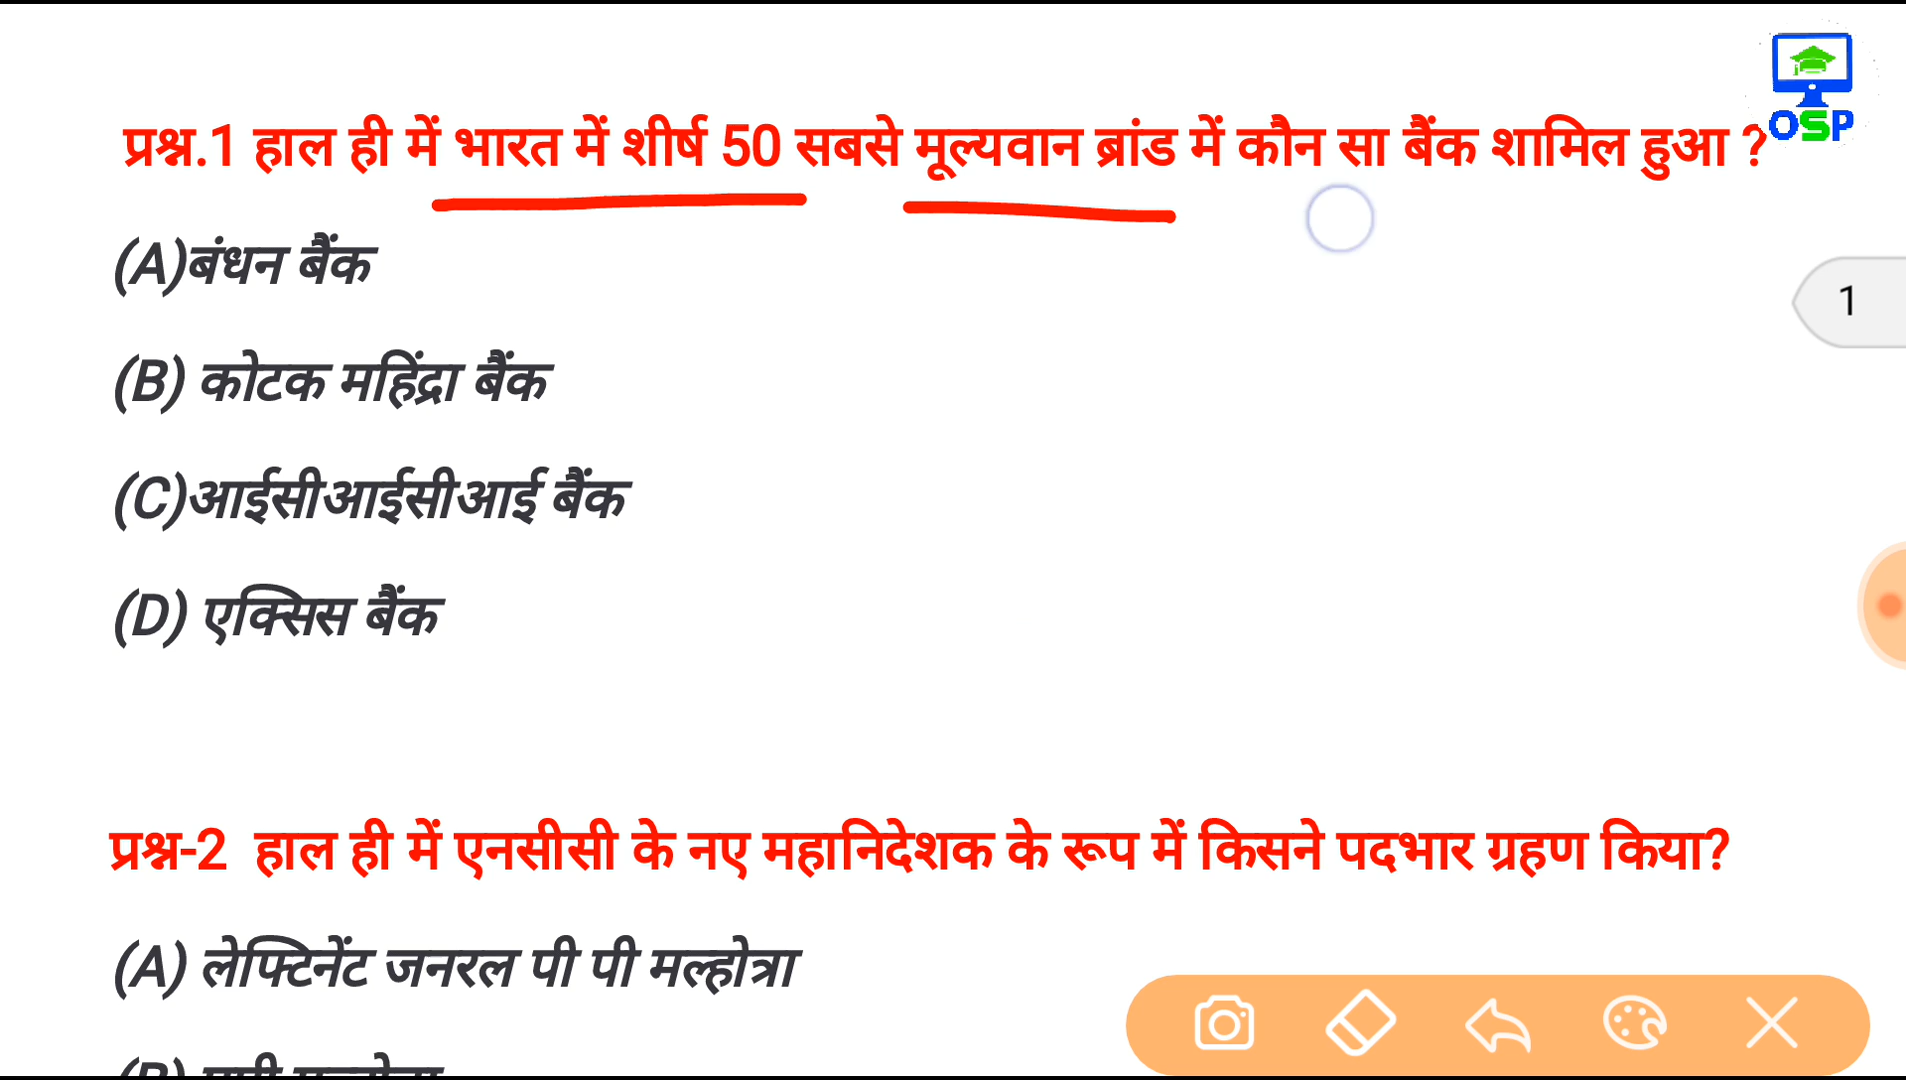 OSP
प्रश्न.1 हाल ही में भारत में शीर्ष 50 सबसे मूल्यवान ब्रांड में कौन सा बैंक शामिल हुआ ?
(A)बंधन बैंक
1
(B) कोटक महिंद्रा बैंक
(C)आईसीआईसीआई बैंक
(D) एक्सिस बैंक
प्रश्न-2 हाल ही में एनसीसी के नए महानिदेशक के रूप में किसने पदभार ग्रहण किया?
(A) लेफ्टिनेंट जनरल पी पी मल्होत्रा